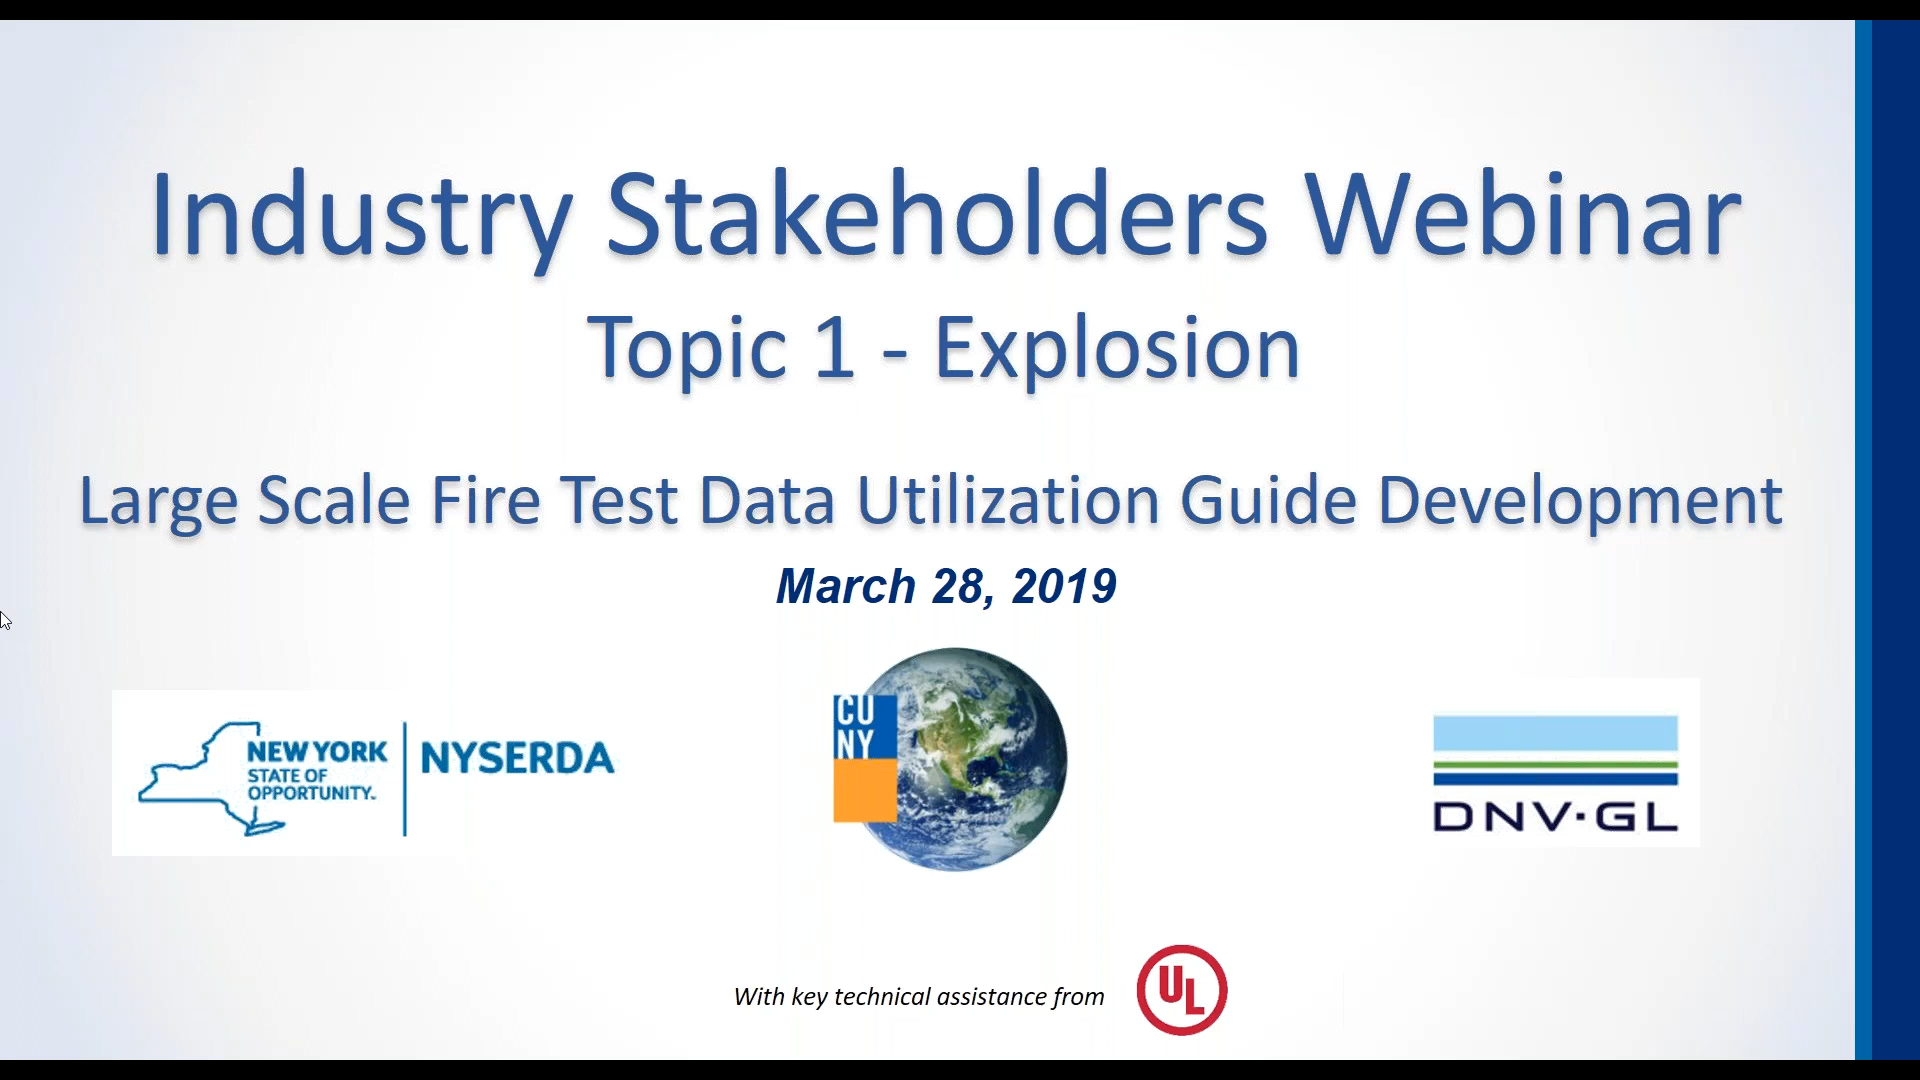 Industry Stakeholders Webinar
Topic 1 - Explosion
Large Scale Fire Test Data Utilization Guide Development
March 28, 2019
NEW YORK
STATE OF
OPPORTUNITY.
NYSERDA
CU
NY
DNV·GL
With key technical assistance from
UL